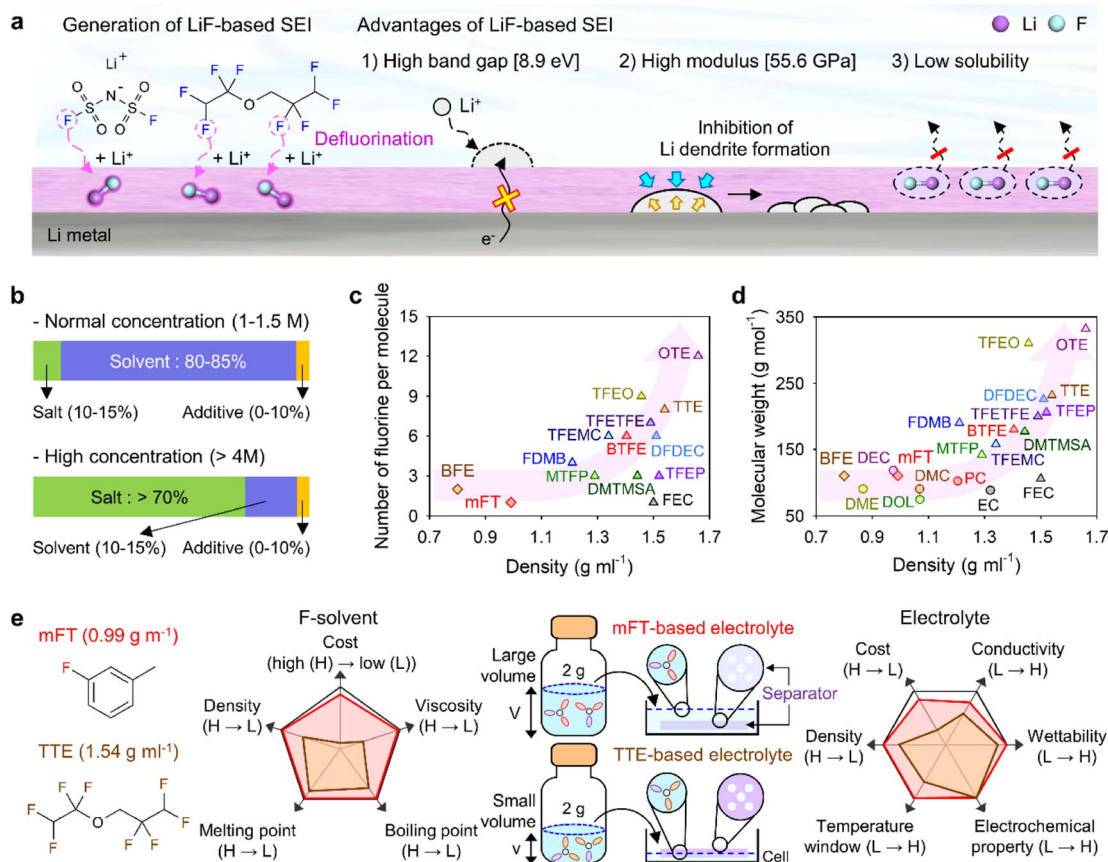 a
Generation of LiF-based SEI
Advantages of LiF-based SEI
Li F
1) High band gap [8.9 eV]
2) High modulus [55.6 GPa]
3) Low solubility
Li⁺
N⁻
S S
O O O O
F F
F F F F
F O F
F F
Defluorination
+ Li⁺
+ Li⁺
+ Li⁺
Li⁺
e⁻
Inhibition of
Li dendrite formation
Li metal
b
- Normal concentration (1-1.5 M)
Solvent : 80-85%
Salt (10-15%)
Additive (0-10%)
- High concentration (> 4M)
Salt : > 70%
Solvent (10-15%)
Additive (0-10%)
c
Number of fluorine per molecule
15
12
9
6
3
0
OTE
TFEO
TTE
TFETFE
TFEMC
BTFE
DFDEC
FDMB
MTFP
DMTMSA
TFEP
BFE
mFT
FEC
0.7 0.9 1.1 1.3 1.5 1.7
Density (g ml⁻¹)
d
Molecular weight (g mol⁻¹)
350
250
150
50
TFEO
OTE
DFDEC
TTE
FDMB
TFETFE
TFEP
BTFE
BFE
DEC
mFT
MTFP
DMTMSA
TFEMC
DMC
PC
DME
DOL
EC
FEC
0.7 0.9 1.1 1.3 1.5 1.7
Density (g ml⁻¹)
e
mFT (0.99 g m⁻¹)
F
TTE (1.54 g ml⁻¹)
F F F F
F O F
F F
F-solvent
Cost
(high (H) → low (L))
Density
(H → L)
Viscosity
(H → L)
Melting point
(H → L)
Boiling point
(L → H)
mFT-based electrolyte
Large
volume
V
2 g
Separator
TTE-based electrolyte
Small
volume
v
2 g
Cell
Electrolyte
Cost
(H → L)
Conductivity
(L → H)
Density
(H → L)
Wettability
(L → H)
Temperature
window (L → H)
Electrochemical
property (L → H)